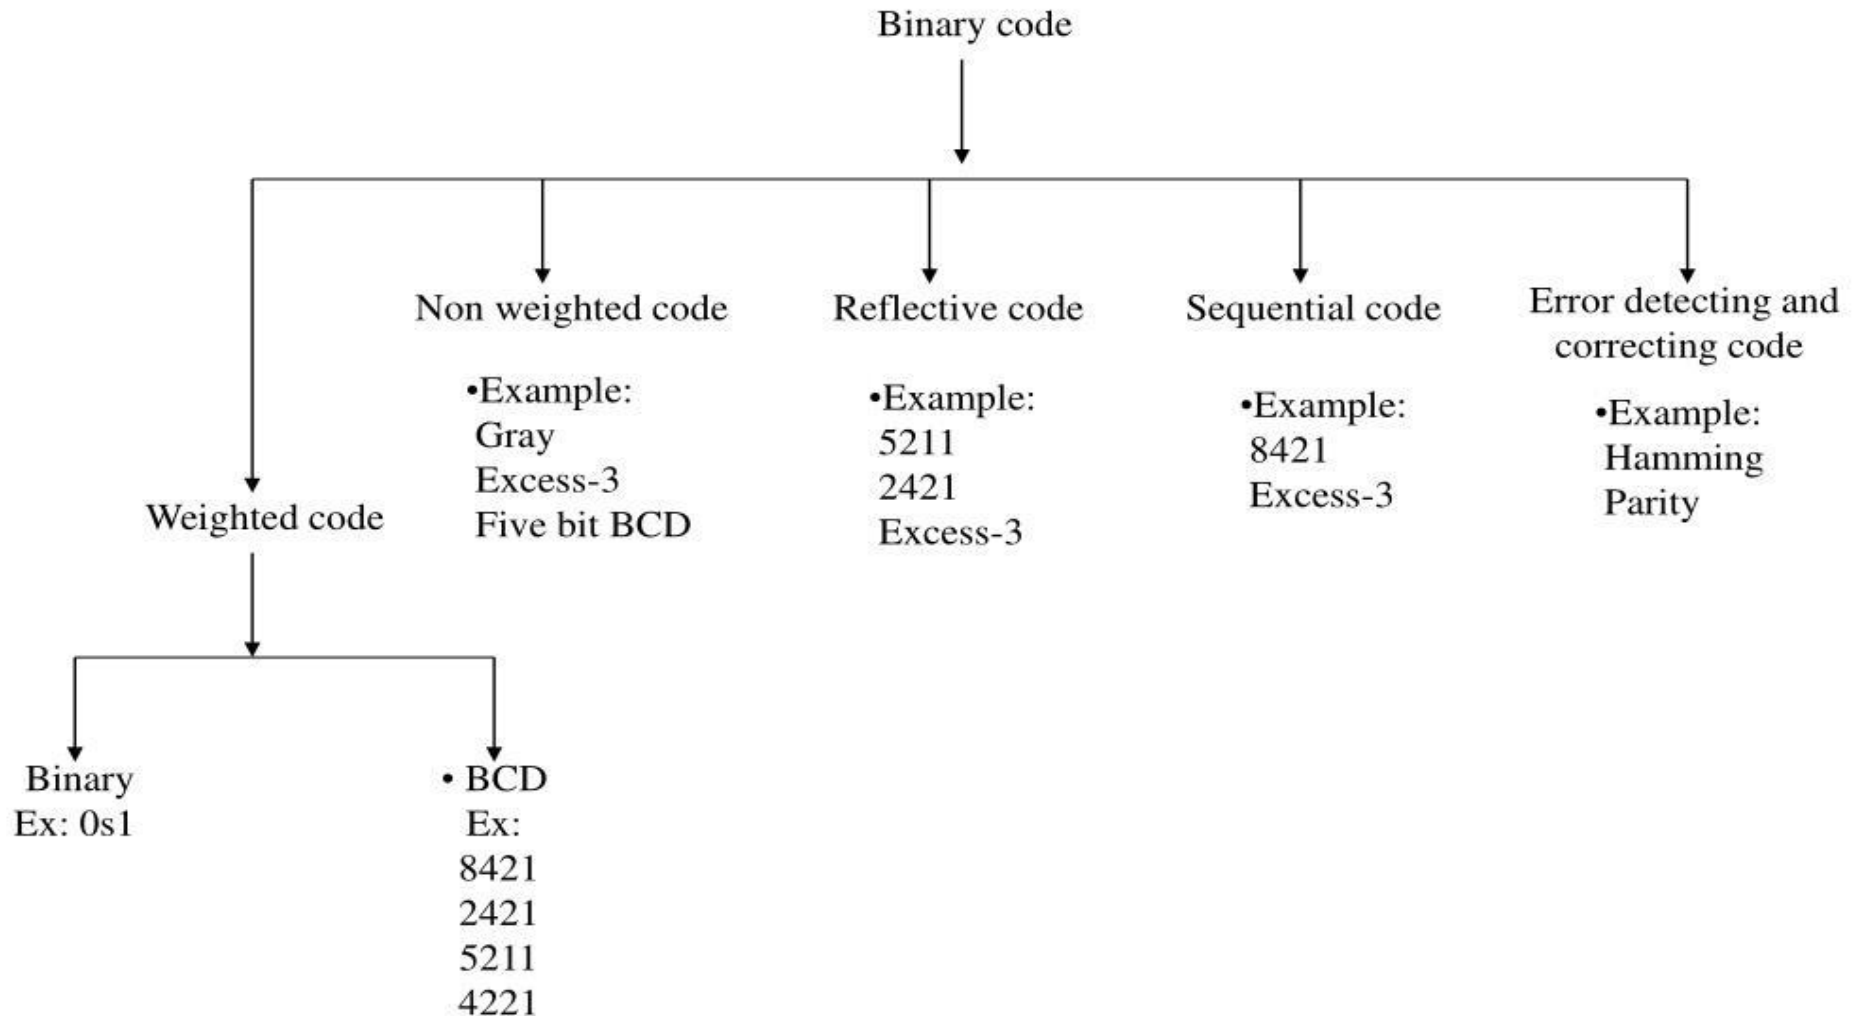 Binary code
Non weighted code
•Example:
Gray
Excess-3
Five bit BCD
Reflective code
•Example:
5211
2421
Excess-3
Sequential code
•Example:
8421
Excess-3
Error detecting and
correcting code
•Example:
Hamming
Parity
Weighted code
Binary
Ex: 0s1
• BCD
Ex:
8421
2421
5211
4221